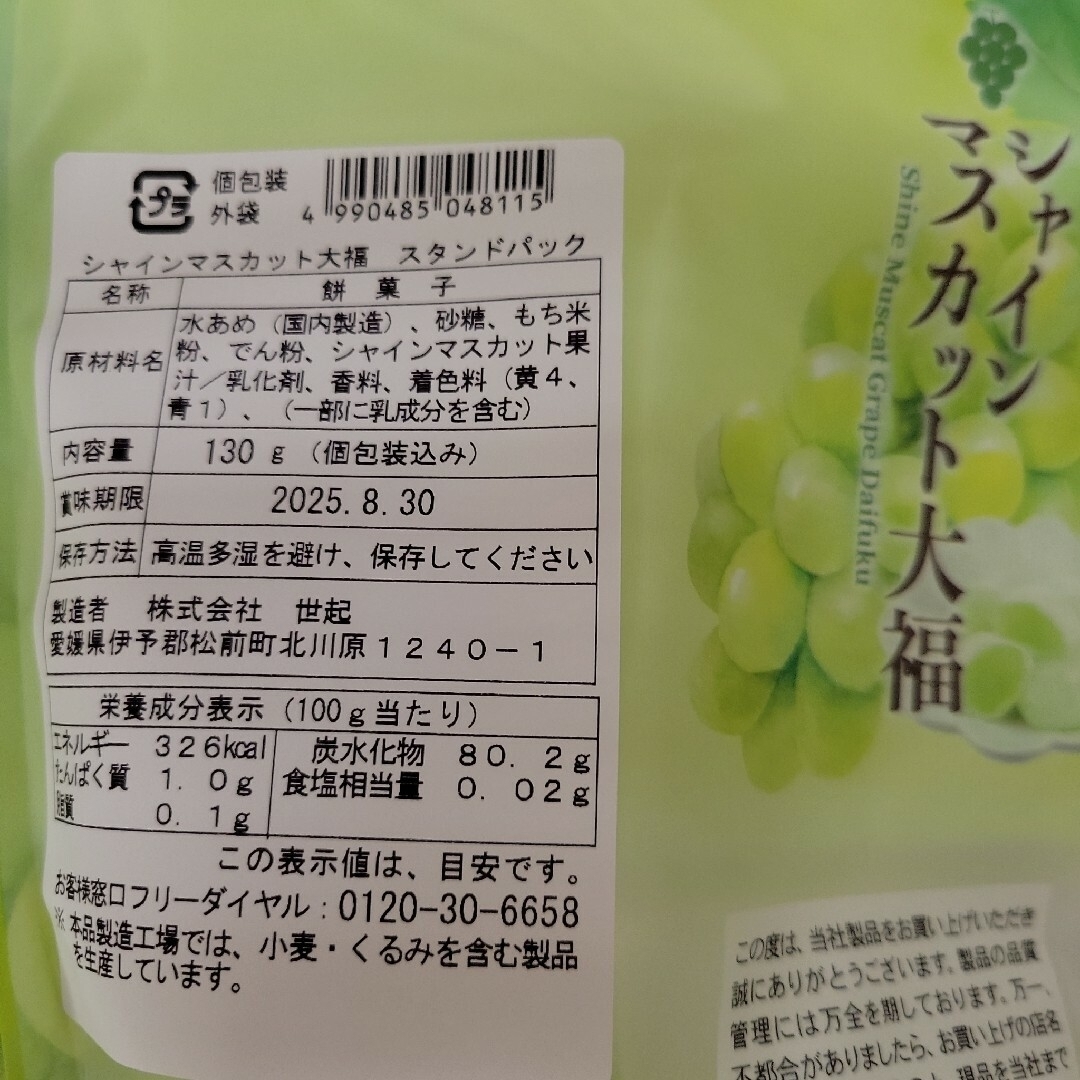 プラ
個包装
外袋
4 990485 048115
シャインマスカット大福 スタンドパック
名称 餅菓子
原材料名
水あめ（国内製造）、砂糖、もち米
粉、でん粉、シャインマスカット果
汁／乳化剤、香料、着色料（黄４、
青１）、（一部に乳成分を含む）
内容量 130ｇ（個包装込み）
賞味期限 2025.8.30
保存方法 高温多湿を避け、保存してください
製造者 株式会社 世起
愛媛県伊予郡松前町北川原１２４０－１
栄養成分表示（100ｇ当たり）
エネルギー ３２６kcal
たんぱく質 １．０ｇ
脂質 ０．１ｇ
炭水化物 ８０．２ｇ
食塩相当量 ０．０２ｇ
この表示値は、目安です。
お客様窓口フリーダイヤル：0120-30-6658
※本品製造工場では、小麦・くるみを含む製品
を生産しています。
シャイン
マスカット大福
Shine Muscat Grape Daifuku
この度は、当社製品をお買い上げいただき
誠にありがとうございます。製品の品質
管理には万全を期しておりますが、万一、
不都合がありましたら、お買い上げの店名
現品を当社まで